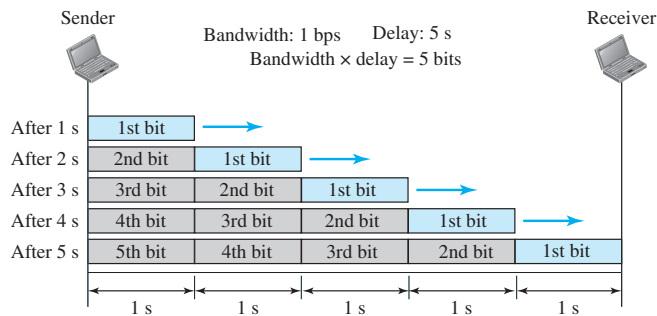 Sender
Receiver
Bandwidth: 1 bps Delay: 5 s
Bandwidth × delay = 5 bits
After 1 s 1st bit
After 2 s 2nd bit 1st bit
After 3 s 3rd bit 2nd bit 1st bit
After 4 s 4th bit 3rd bit 2nd bit 1st bit
After 5 s 5th bit 4th bit 3rd bit 2nd bit 1st bit
1 s 1 s 1 s 1 s 1 s